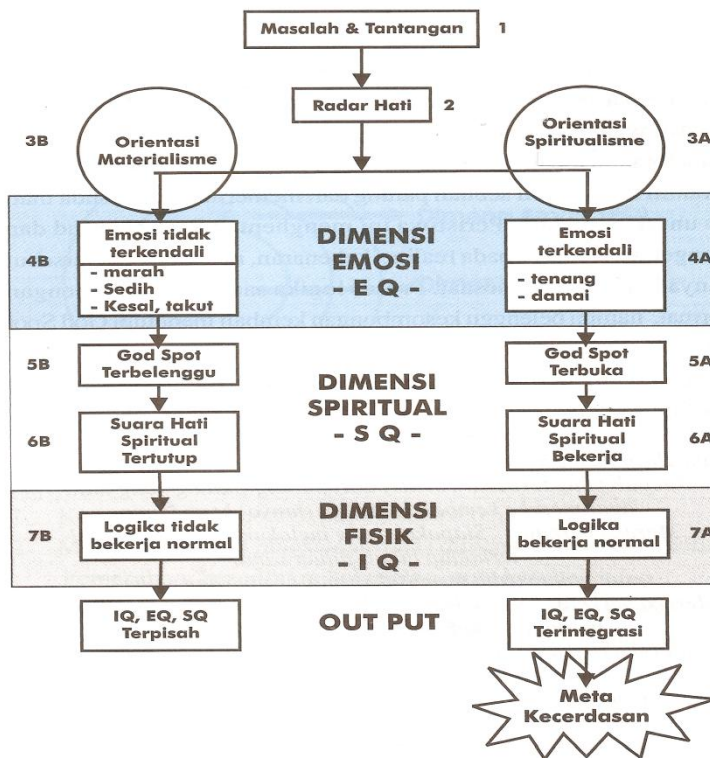 Masalah & Tantangan
1
Radar Hati
2
3B
Orientasi
Materialisme
Orientasi
Spiritualisme
3A
4B
Emosi tidak
terkendali
- marah
- Sedih
- Kesal, takut
DIMENSI
EMOSI
- E Q -
Emosi
terkendali
- tenang
- damai
4A
5B
God Spot
Terbelenggu
6B
Suara Hati
Spiritual
Tertutup
DIMENSI
SPIRITUAL
- S Q -
God Spot
Terbuka
5A
Suara Hati
Spiritual
Bekerja
6A
7B
Logika tidak
bekerja normal
DIMENSI
FISIK
- I Q -
Logika
bekerja normal
7A
IQ, EQ, SQ
Terpisah
OUT PUT
IQ, EQ, SQ
Terintegrasi
Meta
Kecerdasan